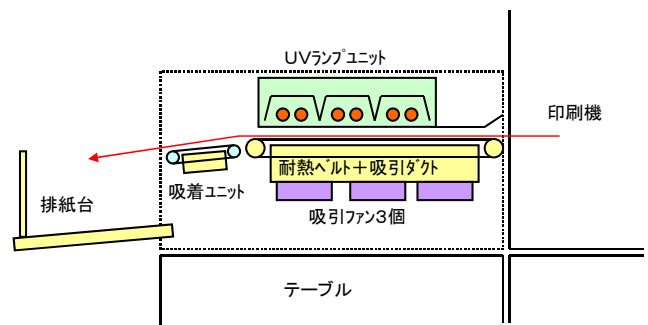 UVランプユニット
印刷機
耐熱ベルト＋吸引ダクト
吸着ユニット
排紙台
吸引ファン3個
テーブル